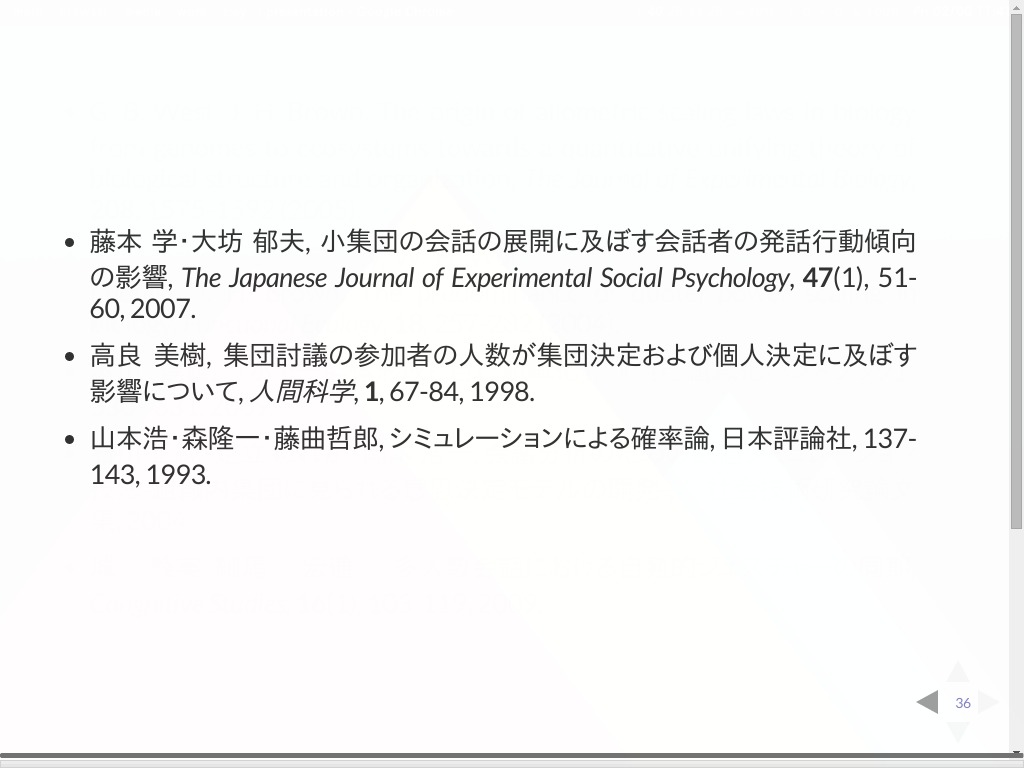 • 藤本 学･大坊 郁夫, 小集団の会話の展開に及ぼす会話者の発話行動傾向
の影響, The Japanese Journal of Experimental Social Psychology, 47(1), 51-
60, 2007.
• 高良 美樹, 集団討議の参加者の人数が集団決定および個人決定に及ぼす
影響について, 人間科学, 1, 67-84, 1998.
• 山本浩･森隆一･藤曲哲郎, シミュレーションによる確率論, 日本評論社, 137-
143, 1993.
36